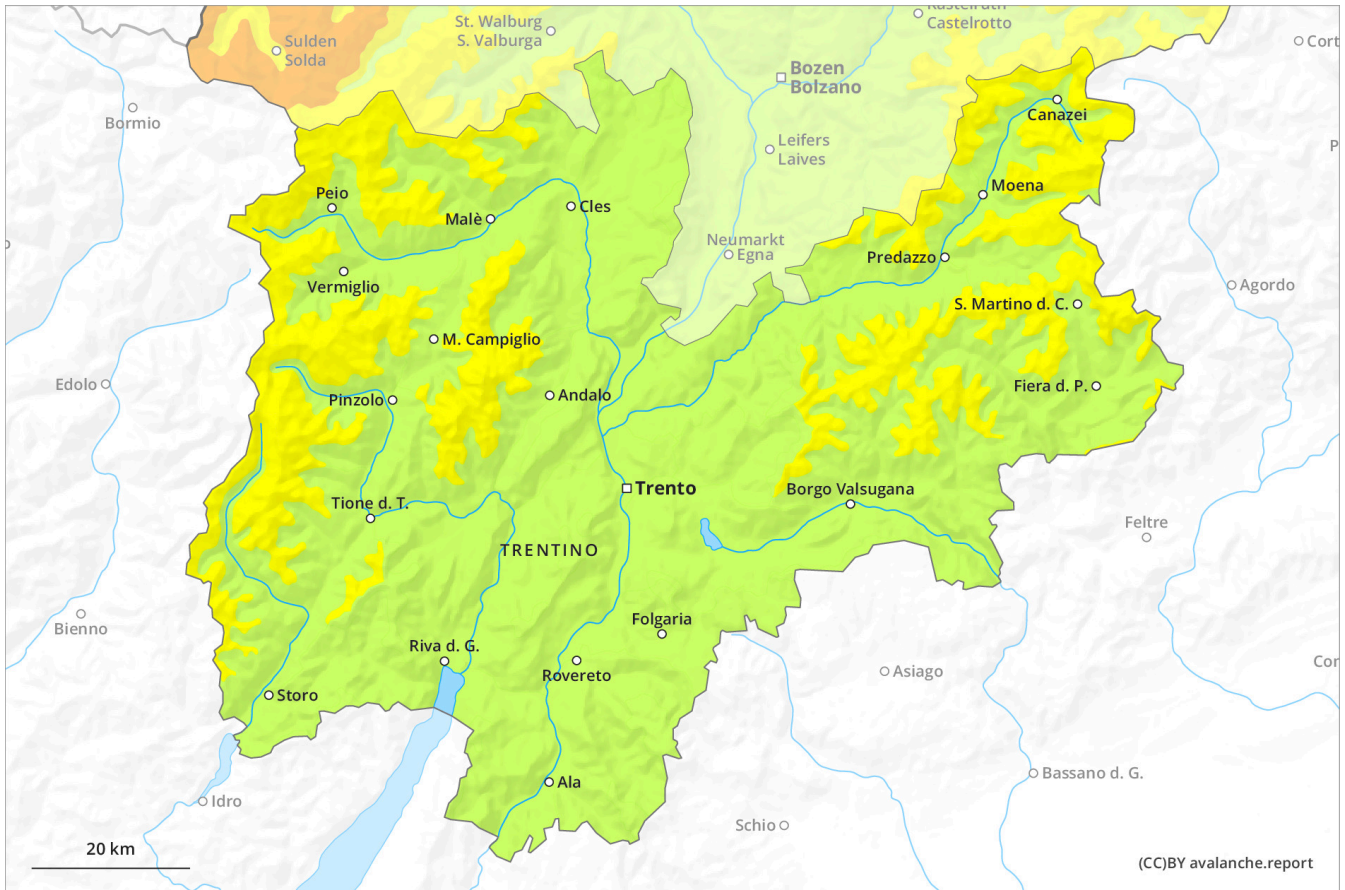 Kastelruth
Castelrotto
St. Walburg
S. Valburga
Sulden
Solda
Cort
Bozen
Bolzano
Bormio
Canazei
Leifers
Laives
P
Moena
Peio
Malè
Cles
Neumarkt
Egna
Predazzo
Vermiglio
Agordo
S. Martino d. C.
M. Campiglio
Edolo
Andalo
Fiera d. P.
Pinzolo
Trento
Borgo Valsugana
Tione d. T.
Feltre
TRENTINO
Bienno
Folgaria
Riva d. G.
Rovereto
Asiago
Cor
Storo
Bassano d. G.
Ala
Idro
Schio
20 km
(CC)BY avalanche.report